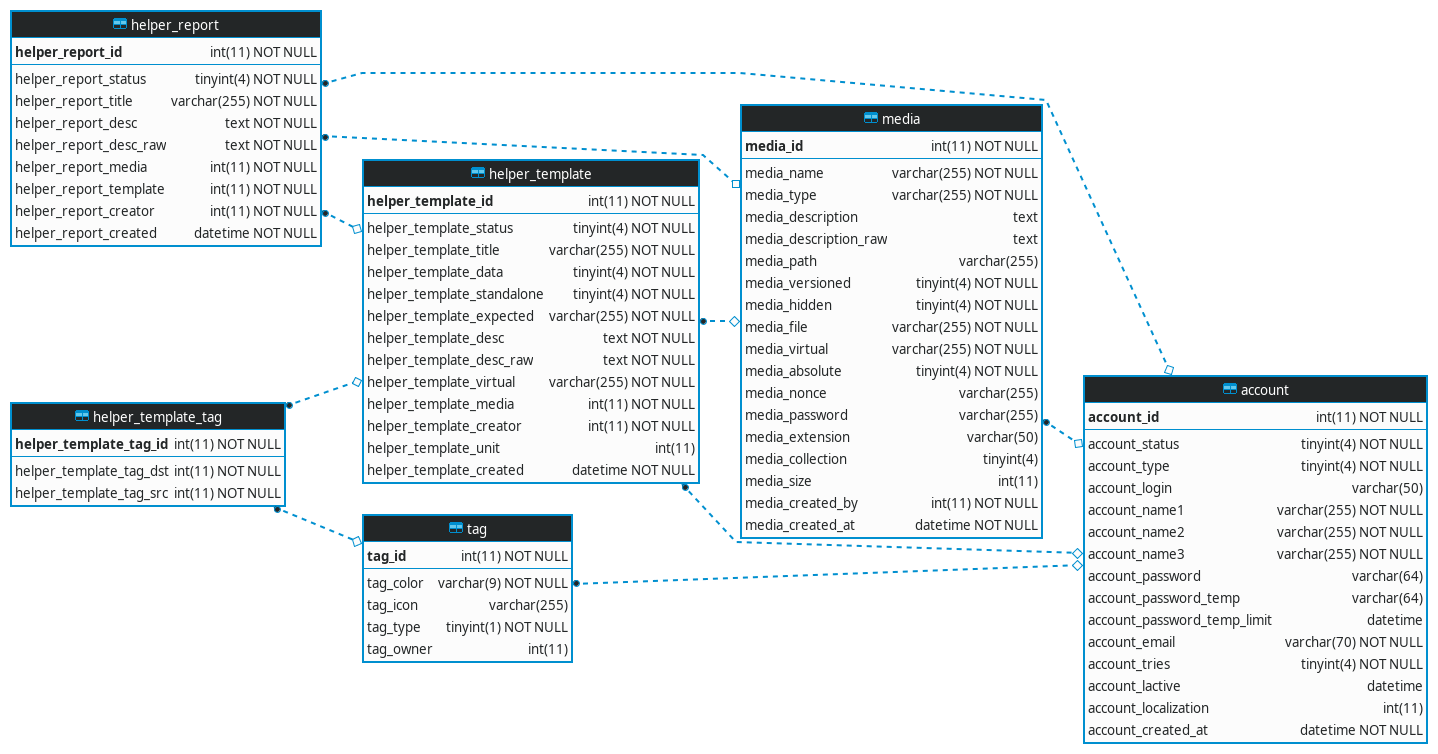 helper_report
helper_report_id int(11) NOT NULL
helper_report_status tinyint(4) NOT NULL
helper_report_title varchar(255) NOT NULL
helper_report_desc text NOT NULL
helper_report_desc_raw text NOT NULL
helper_report_media int(11) NOT NULL
helper_report_template int(11) NOT NULL
helper_report_creator int(11) NOT NULL
helper_report_created datetime NOT NULL
helper_template
helper_template_id int(11) NOT NULL
helper_template_status tinyint(4) NOT NULL
helper_template_title varchar(255) NOT NULL
helper_template_data tinyint(4) NOT NULL
helper_template_standalone tinyint(4) NOT NULL
helper_template_expected varchar(255) NOT NULL
helper_template_desc text NOT NULL
helper_template_desc_raw text NOT NULL
helper_template_virtual varchar(255) NOT NULL
helper_template_media int(11) NOT NULL
helper_template_creator int(11) NOT NULL
helper_template_unit int(11)
helper_template_created datetime NOT NULL
media
media_id int(11) NOT NULL
media_name varchar(255) NOT NULL
media_type varchar(255) NOT NULL
media_description text
media_description_raw text
media_path varchar(255)
media_versioned tinyint(4) NOT NULL
media_hidden tinyint(4) NOT NULL
media_file varchar(255) NOT NULL
media_virtual varchar(255) NOT NULL
media_absolute tinyint(4) NOT NULL
media_nonce varchar(255)
media_password varchar(255)
media_extension varchar(50)
media_collection tinyint(4)
media_size int(11)
media_created_by int(11) NOT NULL
media_created_at datetime NOT NULL
helper_template_tag
helper_template_tag_id int(11) NOT NULL
helper_template_tag_dst int(11) NOT NULL
helper_template_tag_src int(11) NOT NULL
tag
tag_id int(11) NOT NULL
tag_color varchar(9) NOT NULL
tag_icon varchar(255)
tag_type tinyint(1) NOT NULL
tag_owner int(11)
account
account_id int(11) NOT NULL
account_status tinyint(4) NOT NULL
account_type tinyint(4) NOT NULL
account_login varchar(50)
account_name1 varchar(255) NOT NULL
account_name2 varchar(255) NOT NULL
account_name3 varchar(255) NOT NULL
account_password varchar(64)
account_password_temp varchar(64)
account_password_temp_limit datetime
account_email varchar(70) NOT NULL
account_tries tinyint(4) NOT NULL
account_lactive datetime
account_localization int(11)
account_created_at datetime NOT NULL